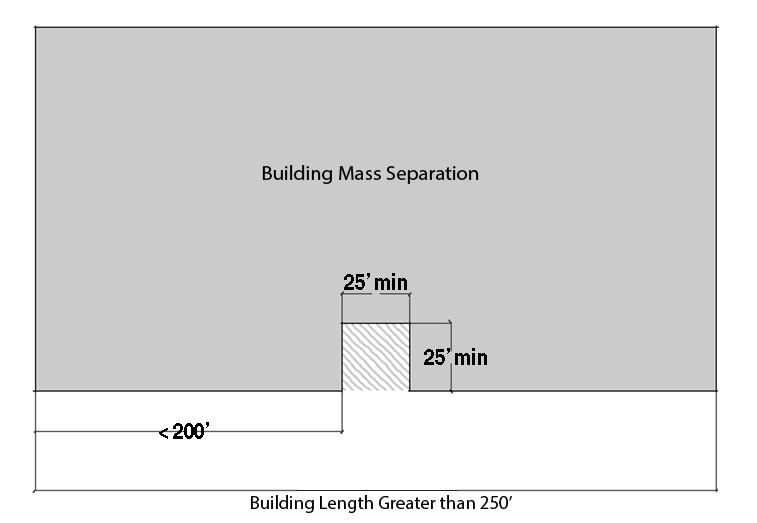 Building Mass Separation
25' min
25' min
< 200'
Building Length Greater than 250'